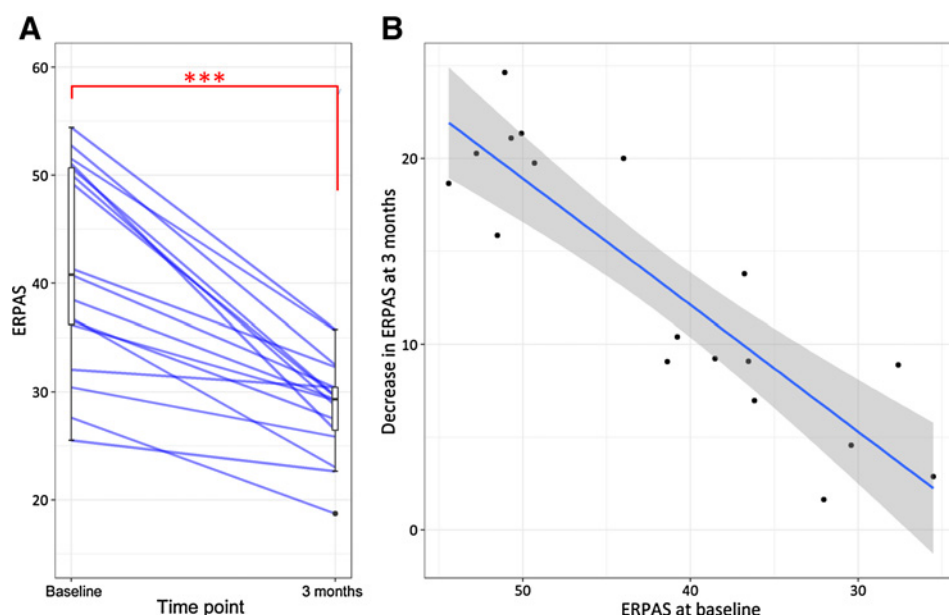 A
60
50
40
30
20
ERPAS
***
Baseline
3 months
Time point
B
20
10
0
Decrease in ERPAS at 3 months
50
40
30
ERPAS at baseline